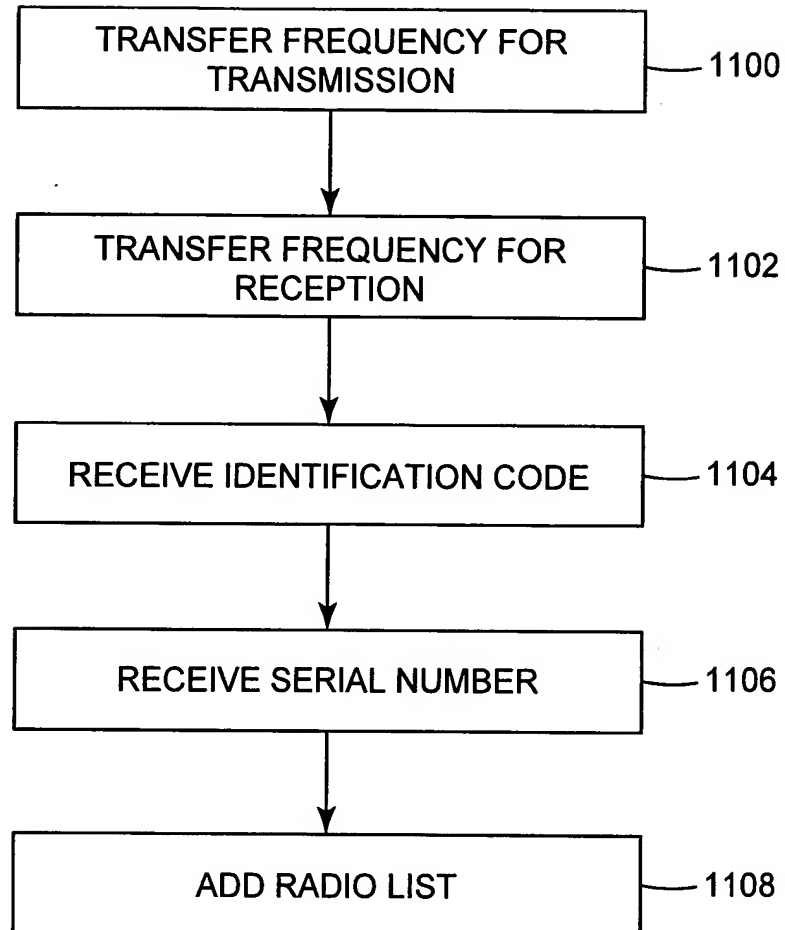 TRANSFER FREQUENCY FOR
TRANSMISSION
1100
TRANSFER FREQUENCY FOR
RECEPTION
1102
RECEIVE IDENTIFICATION CODE
1104
RECEIVE SERIAL NUMBER
1106
ADD RADIO LIST
1108